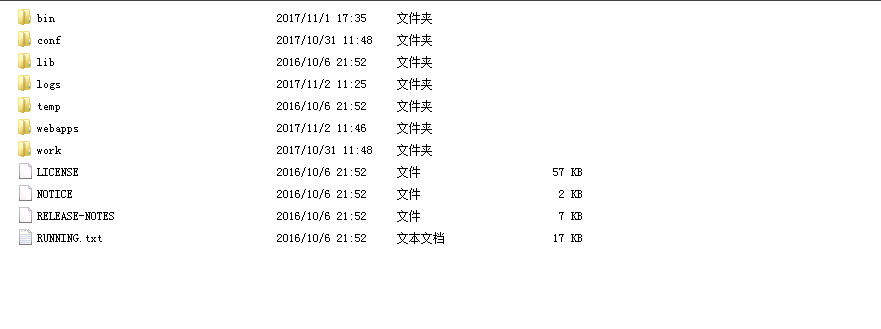 bin 2017/11/1 17:35 文件夹
conf 2017/10/31 11:48 文件夹
lib 2016/10/6 21:52 文件夹
logs 2017/11/2 11:25 文件夹
temp 2016/10/6 21:52 文件夹
webapps 2017/11/2 11:46 文件夹
work 2017/10/31 11:48 文件夹
LICENSE 2016/10/6 21:52 文件 57 KB
NOTICE 2016/10/6 21:52 文件 2 KB
RELEASE-NOTES 2016/10/6 21:52 文件 7 KB
RUNNING.txt 2016/10/6 21:52 文本文档 17 KB